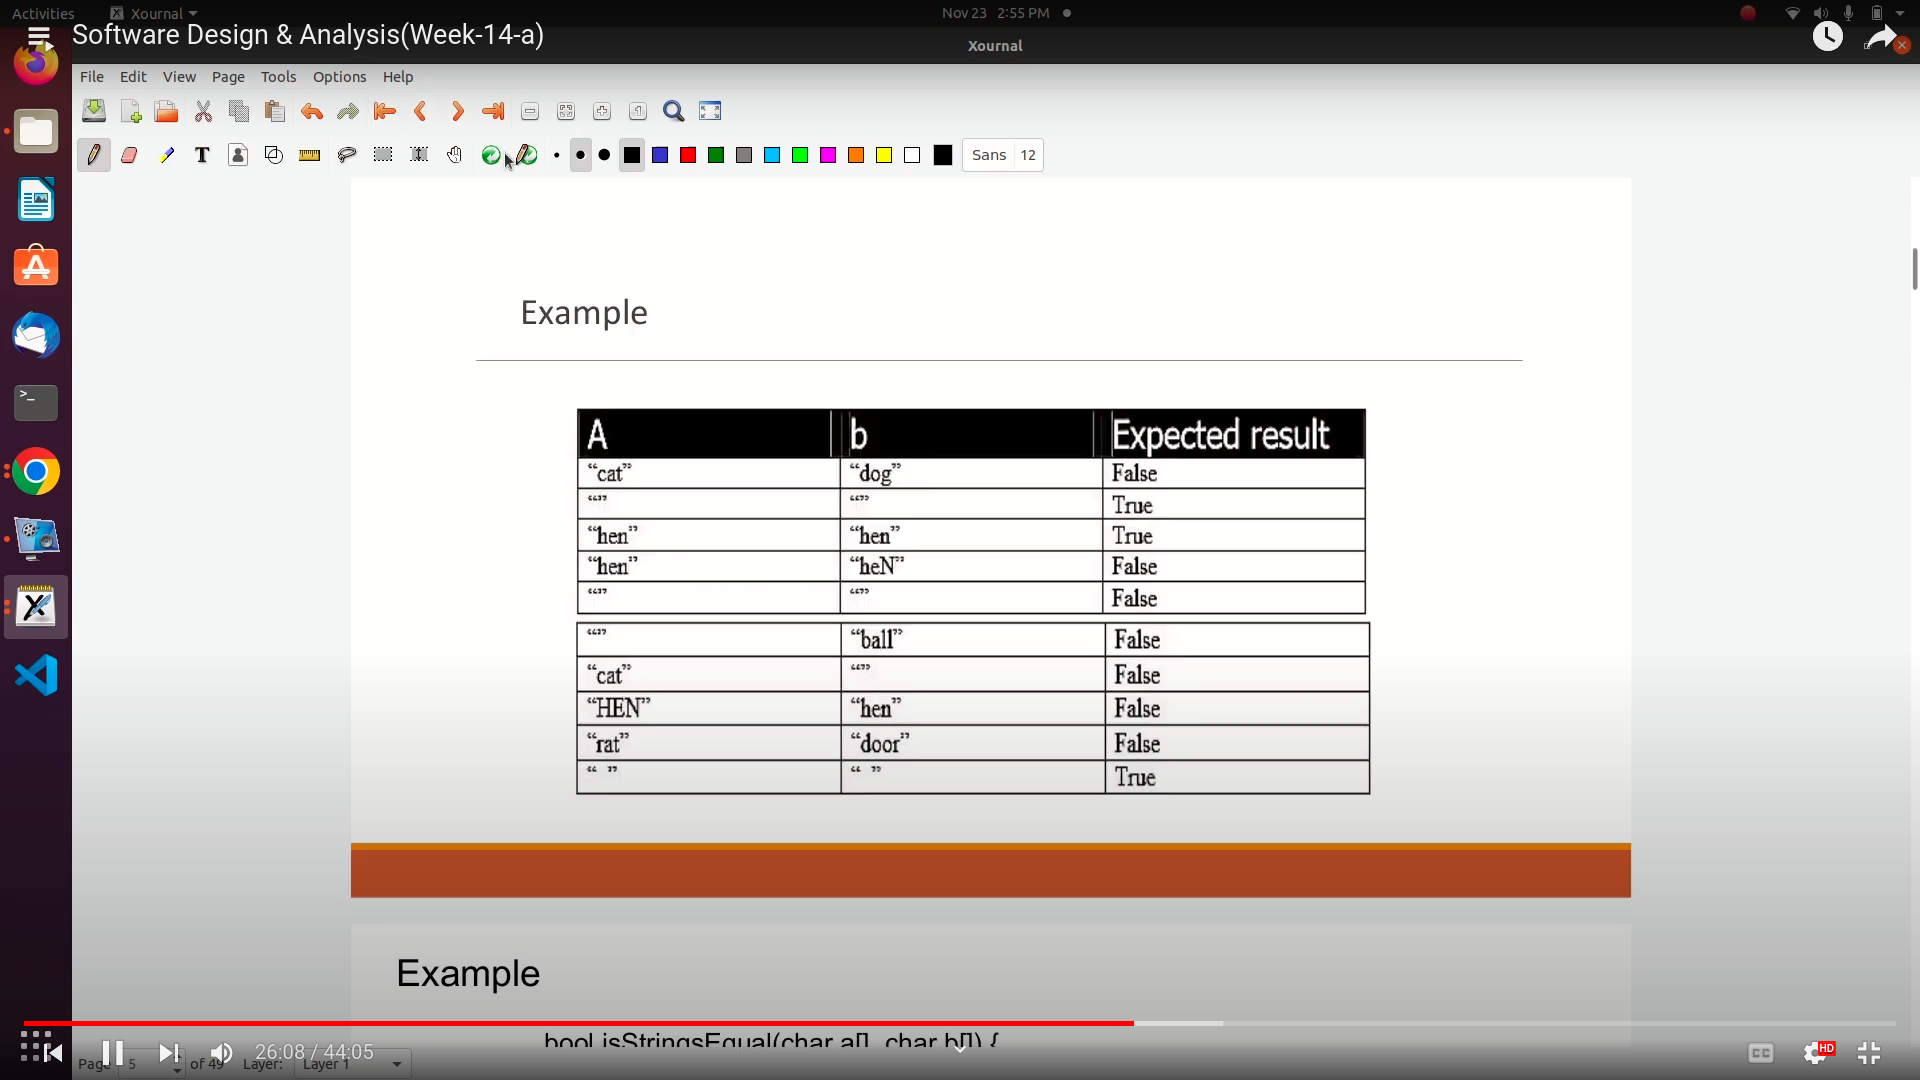 Activities Xournal Nov 23 2:55 PM
Software Design & Analysis(Week-14-a)
Xournal
File Edit View Page Tools Options Help
Sans 12
Example
A b Expected result
“cat” “dog” False
“” “” True
“hen” “hen” True
“hen” “heN” False
“” “” False
“” “ball” False
“cat” “” False
“HEN” “hen” False
“rat” “door” False
“ ” “ ” True
Example
bool isStringsEqual(char a[], char b[]) {
26:08 / 44:05 CC HD
Page 5 of 49 Layer: Layer 1